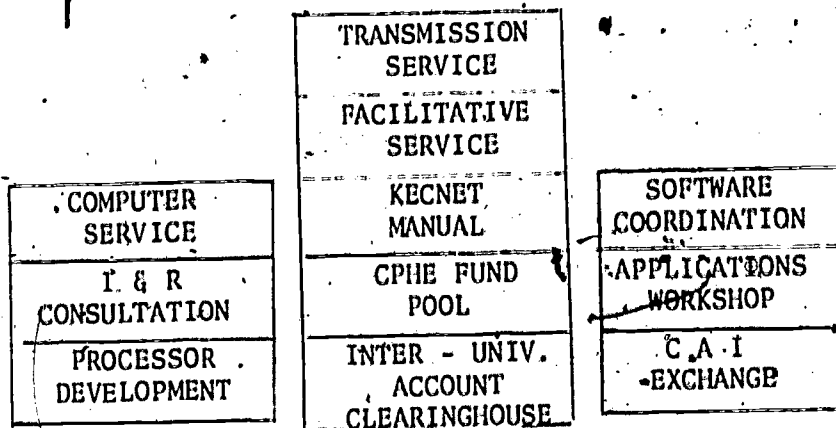 TRANSMISSION
SERVICE
FACILITATIVE
SERVICE
COMPUTER
SERVICE
KECNET
MANUAL
SOFTWARE
COORDINATION
I & R
CONSULTATION
CPHE FUND
POOL
APPLICATIONS
WORKSHOP
PROCESSOR
DEVELOPMENT
INTER - UNIV.
ACCOUNT
CLEARINGHOUSE
C.A.I
EXCHANGE